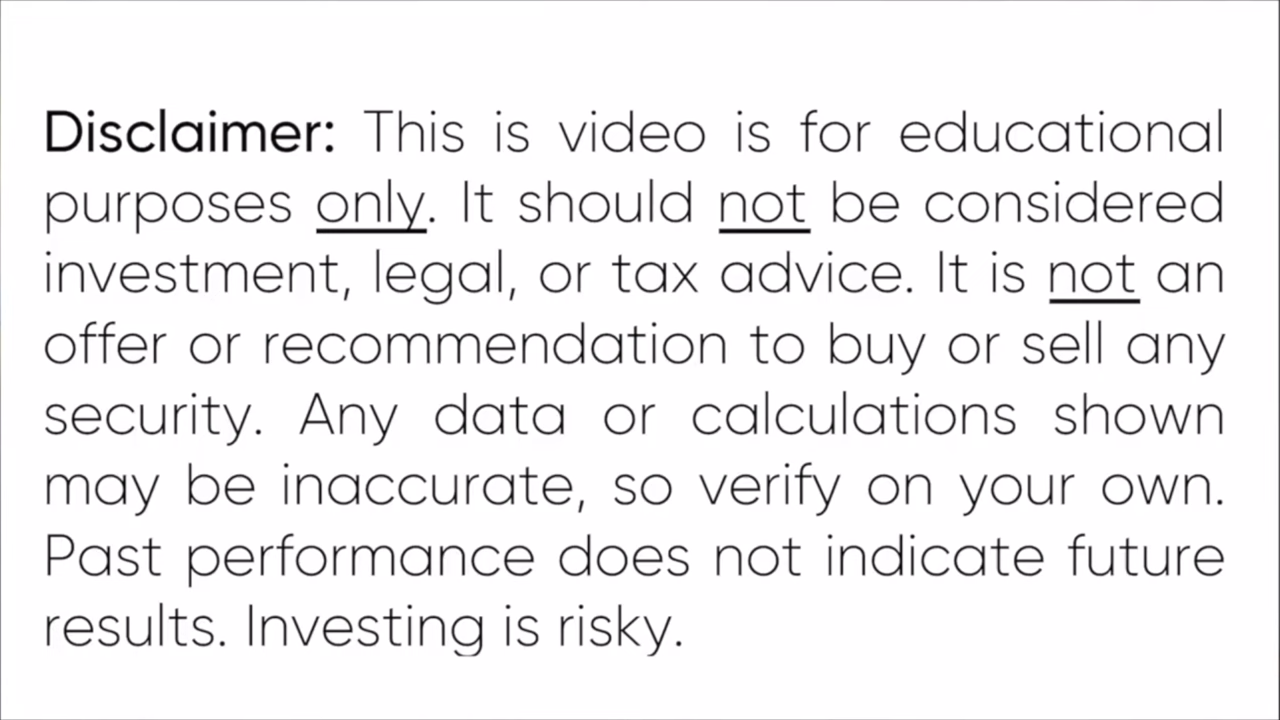 Disclaimer: This is video is for educational
purposes only. It should not be considered
investment, legal, or tax advice. It is not an
offer or recommendation to buy or sell any
security. Any data or calculations shown
may be inaccurate, so verify on your own.
Past performance does not indicate future
results. Investing is risky.